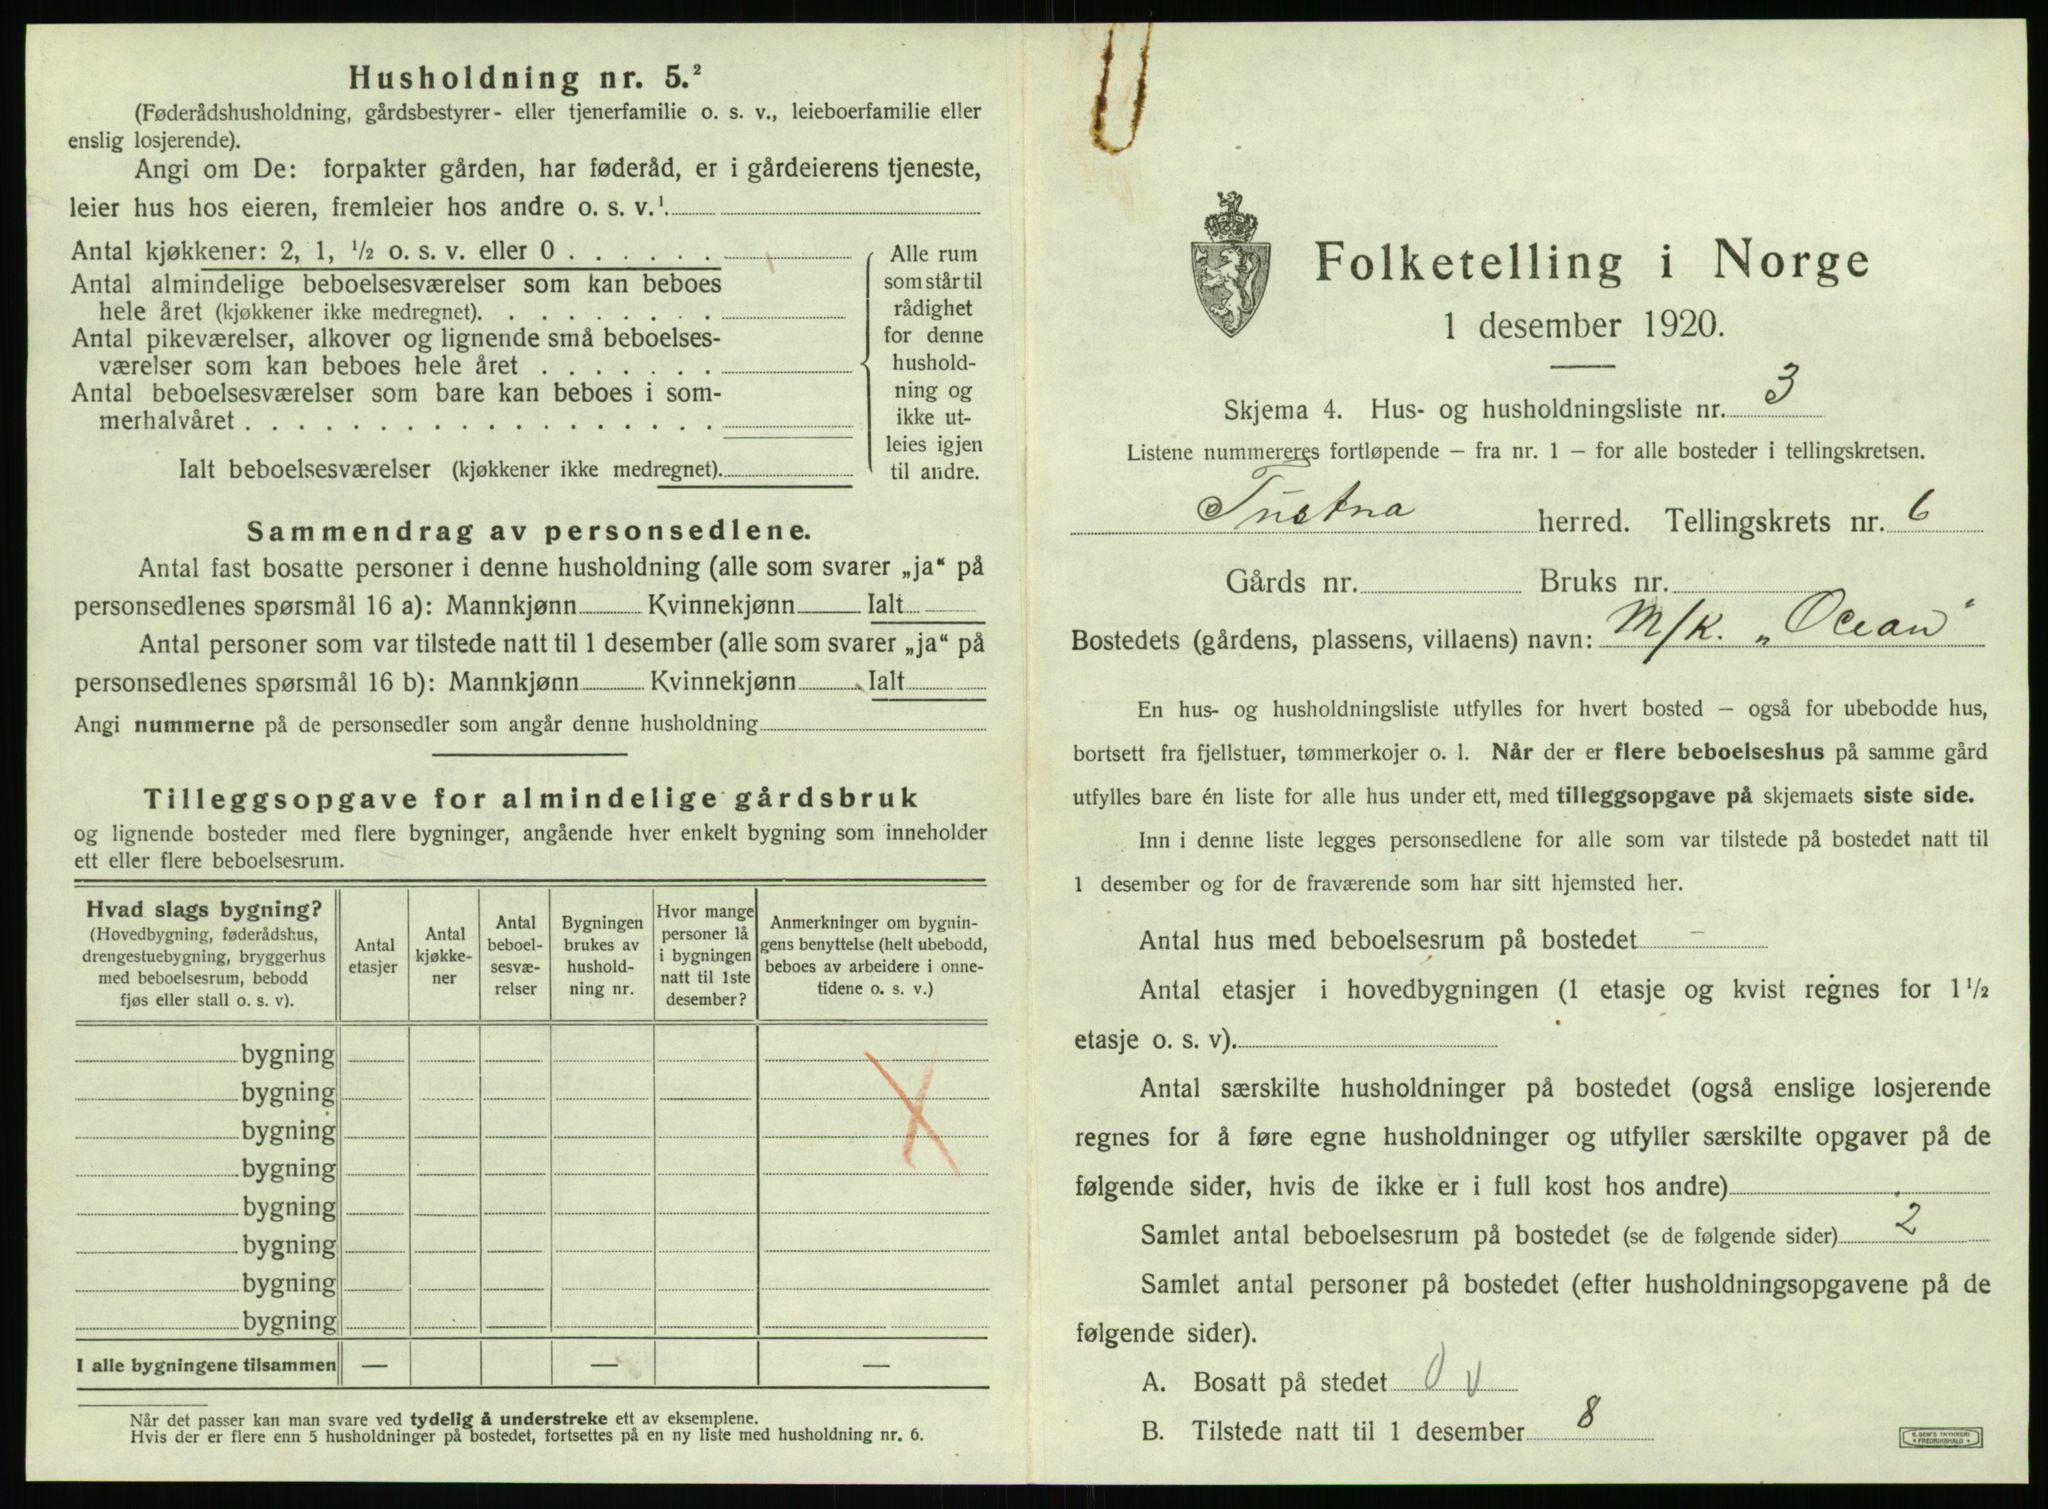 Husholdning nr. 5.²
(Føderådshusholdning, gårdsbestyrer- eller tjenerfamilie o. s. v., leieboerfamilie eller
enslig losjerende).
Angi om De: forpakter gården, har føderåd, er i gårdeierens tjeneste,
leier hus hos eieren, fremleier hos andre o. s. v.¹
Antal kjøkkener: 2, 1, ½ o. s. v. eller 0 . . . . . .
Antal almindelige beboelsesværelser som kan beboes
hele året (kjøkkener ikke medregnet). . . . . . . . .
Antal pikeværelser, alkover og lignende små beboelses-
værelser som kan beboes hele året . . . . . . .
Antal beboelsesværelser som bare kan beboes i som-
merhalvåret . . . . . . . . . . . . . . . . . .
Ialt beboelsesværelser (kjøkkener ikke medregnet).
Alle rum
som står til
rådighet
for denne
hushold-
ning og
ikke ut-
leies igjen
til andre.
Sammendrag av personsedlene.
Antal fast bosatte personer i denne husholdning (alle som svarer „ja“ på
personsedlenes spørsmål 16 a): Mannkjønn Kvinnekjønn Ialt
Antal personer som var tilstede natt til 1 desember (alle som svarer „ja“ på
personsedlenes spørsmål 16 b): Mannkjønn Kvinnekjønn Ialt
Angi nummerne på de personsedler som angår denne husholdning
Tilleggsopgave for almindelige gårdsbruk
og lignende bosteder med flere bygninger, angående hver enkelt bygning som inneholder
ett eller flere beboelsesrum.
Hvad slags bygning?
(Hovedbygning, føderådshus,
drengestuebygning, bryggerhus
med beboelsesrum, bebodd
fjøs eller stall o. s. v).
Antal
etasjer
Antal
kjøkke-
ner
Antal
beboel-
sesvæ-
relser
Bygningen
brukes av
hushold-
ning nr.
Hvor mange
personer lå
i bygningen
natt til 1ste
desember?
Anmerkninger om bygnin-
gens benyttelse (helt ubebodd,
beboes av arbeidere i onne-
tidene o. s. v.)
bygning
bygning
bygning
bygning
bygning
bygning
bygning
bygning
I alle bygningene tilsammen — — —
Når det passer kan man svare ved tydelig å understreke ett av eksemplene.
Hvis der er flere enn 5 husholdninger på bostedet, fortsettes på en ny liste med husholdning nr. 6.
Folketelling i Norge
1 desember 1920.
Skjema 4. Hus- og husholdningsliste nr. 3
Listene nummereres fortløpende – fra nr. 1 – for alle bosteder i tellingskretsen.
Tustna herred. Tellingskrets nr. 6
Gårds nr. Bruks nr.
Bostedets (gårdens, plassens, villaens) navn: M/K. „Ocean“
En hus- og husholdningsliste utfylles for hvert bosted – også for ubebodde hus,
bortsett fra fjellstuer, tømmerkojer o. l. Når der er flere beboelseshus på samme gård
utfylles bare én liste for alle hus under ett, med tilleggsopgave på skjemaets siste side.
Inn i denne liste legges personsedlene for alle som var tilstede på bostedet natt til
1 desember og for de fraværende som har sitt hjemsted her.
Antal hus med beboelsesrum på bostedet –
Antal etasjer i hovedbygningen (1 etasje og kvist regnes for 1½
etasje o. s. v).
Antal særskilte husholdninger på bostedet (også enslige losjerende
regnes for å føre egne husholdninger og utfyller særskilte opgaver på de
følgende sider, hvis de ikke er i full kost hos andre)
Samlet antal beboelsesrum på bostedet (se de følgende sider) 2
Samlet antal personer på bostedet (efter husholdningsopgavene på de
følgende sider).
A. Bosatt på stedet 0 v
B. Tilstede natt til 1 desember 8